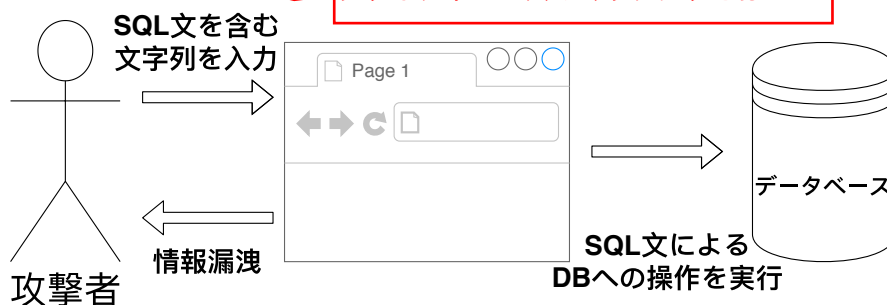 SQL文を含む
文字列を入力
Page 1
データベース
情報漏洩
SQL文による
DBへの操作を実行
攻撃者